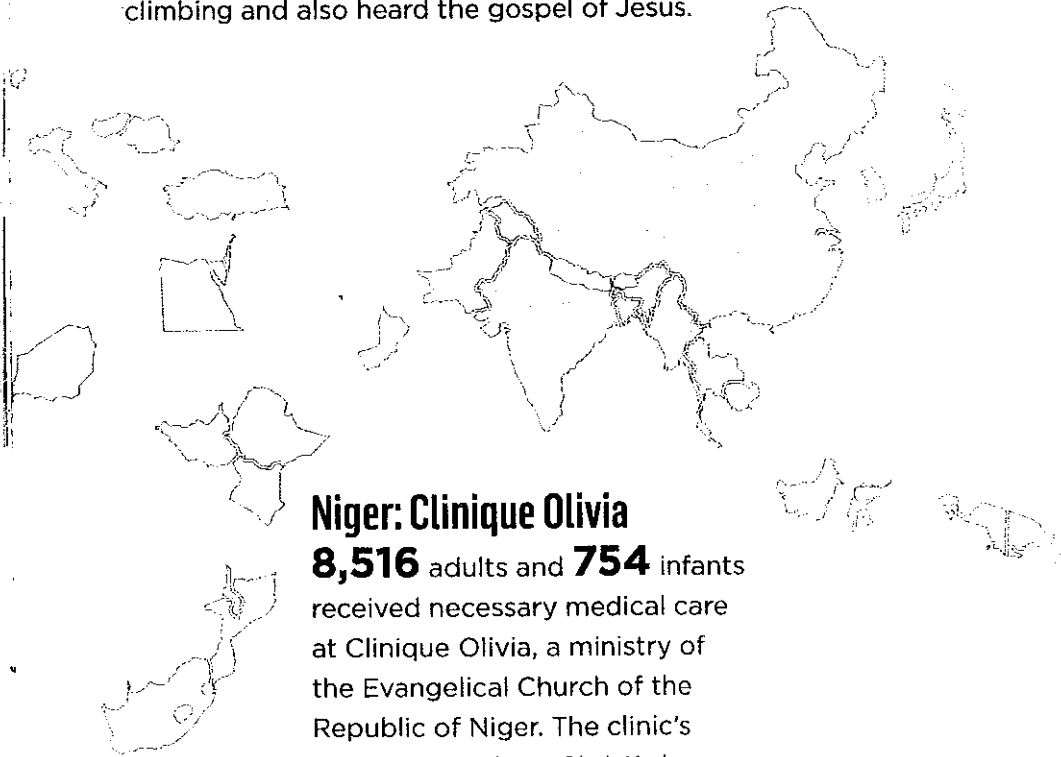 climbing and also heard the gospel of Jesus.
Niger: Clinique Olivia
8,516 adults and 754 infants
received necessary medical care
at Clinique Olivia, a ministry of
the Evangelical Church of the
Republic of Niger. The clinic's